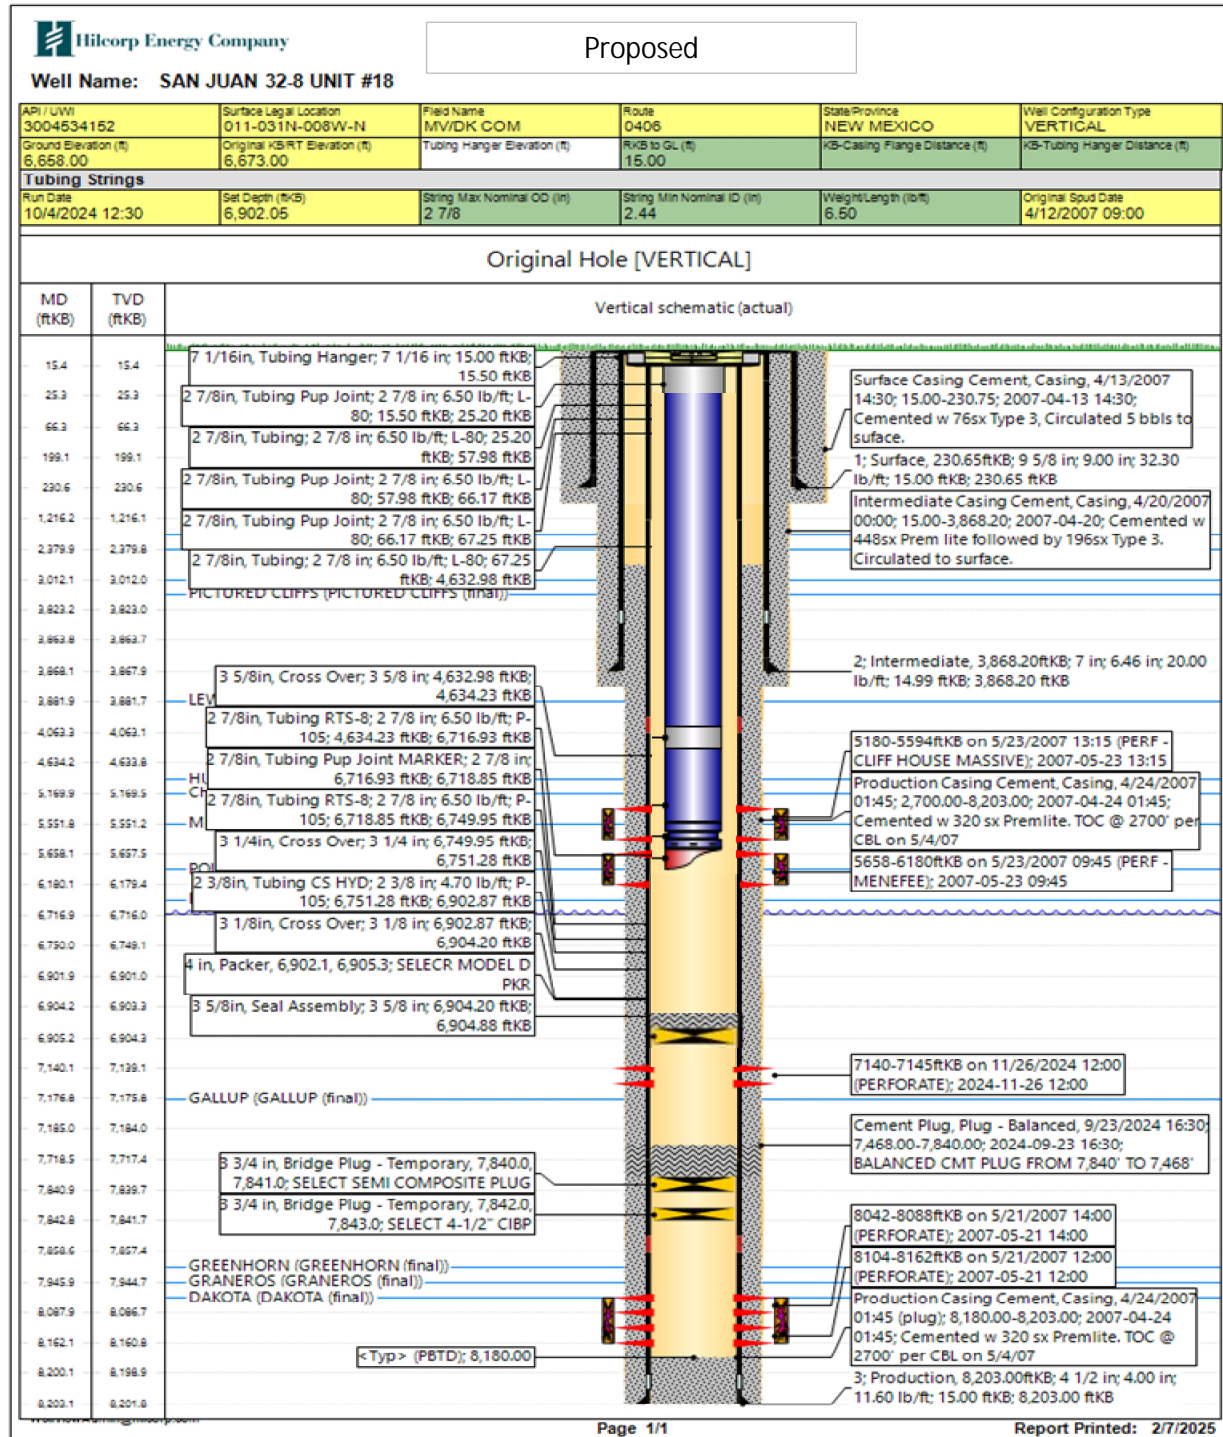 Hilcorp Energy Company
Proposed
Well Name: SAN JUAN 32-8 UNIT #18
API / UWI
3004534152
Surface Legal Location
011-031N-008W-N
Field Name
MV/DK COM
Route
0406
State/Province
NEW MEXICO
Well Configuration Type
VERTICAL
Ground Elevation (ft)
6,658.00
Original KB/RT Elevation (ft)
6,673.00
Tubing Hanger Elevation (ft)
RKB to GL (ft)
15.00
KB-Casing Flange Distance (ft)
KB-Tubing Hanger Distance (ft)
Tubing Strings
Run Date
10/4/2024 12:30
Set Depth (ftKB)
6,902.05
String Max Nominal OD (in)
2 7/8
String Min Nominal ID (in)
2.44
Weight/Length (lb/ft)
6.50
Original Spud Date
4/12/2007 09:00
Original Hole [VERTICAL]
MD
(ftKB)
TVD
(ftKB)
Vertical schematic (actual)
15.4 15.4
25.3 25.3
66.3 66.3
199.1 199.1
230.6 230.6
1,216.2 1,216.1
2,379.9 2,379.8
3,012.1 3,012.0
3,823.2 3,823.0
3,863.8 3,863.7
3,868.1 3,867.9
3,881.9 3,881.7
4,063.3 4,063.1
4,634.2 4,633.8
5,169.9 5,169.5
5,551.8 5,551.2
5,658.1 5,657.5
6,180.1 6,179.4
6,716.9 6,716.0
6,750.0 6,749.1
6,901.9 6,901.0
6,904.2 6,903.3
6,905.2 6,904.3
7,140.1 7,139.1
7,176.8 7,175.8
7,185.0 7,184.0
7,718.5 7,717.4
7,840.9 7,839.7
7,842.8 7,841.7
7,858.6 7,857.4
7,945.9 7,944.7
8,087.9 8,086.7
8,162.1 8,160.8
8,200.1 8,198.9
8,203.1 8,201.8
7 1/16in, Tubing Hanger; 7 1/16 in; 15.00 ftKB;
15.50 ftKB
2 7/8in, Tubing Pup Joint; 2 7/8 in; 6.50 lb/ft; L-
80; 15.50 ftKB; 25.20 ftKB
2 7/8in, Tubing; 2 7/8 in; 6.50 lb/ft; L-80; 25.20
ftKB; 57.98 ftKB
2 7/8in, Tubing Pup Joint; 2 7/8 in; 6.50 lb/ft; L-
80; 57.98 ftKB; 66.17 ftKB
2 7/8in, Tubing Pup Joint; 2 7/8 in; 6.50 lb/ft; L-
80; 66.17 ftKB; 67.25 ftKB
2 7/8in, Tubing; 2 7/8 in; 6.50 lb/ft; L-80; 67.25
ftKB; 4,632.98 ftKB
PICTURED CLIFFS (PICTURED CLIFFS (final))
3 5/8in, Cross Over; 3 5/8 in; 4,632.98 ftKB;
4,634.23 ftKB
LEW
2 7/8in, Tubing RTS-8; 2 7/8 in; 6.50 lb/ft; P-
105; 4,634.23 ftKB; 6,716.93 ftKB
2 7/8in, Tubing Pup Joint MARKER; 2 7/8 in;
6,716.93 ftKB; 6,718.85 ftKB
HU
CH
2 7/8in, Tubing RTS-8; 2 7/8 in; 6.50 lb/ft; P-
105; 6,718.85 ftKB; 6,749.95 ftKB
M
3 1/4in, Cross Over; 3 1/4 in; 6,749.95 ftKB;
6,751.28 ftKB
POI
2 3/8in, Tubing CS HYD; 2 3/8 in; 4.70 lb/ft; P-
105; 6,751.28 ftKB; 6,902.87 ftKB
3 1/8in, Cross Over; 3 1/8 in; 6,902.87 ftKB;
6,904.20 ftKB
4 in, Packer, 6,902.1, 6,905.3; SELECR MODEL D
PKR
3 5/8in, Seal Assembly; 3 5/8 in; 6,904.20 ftKB;
6,904.88 ftKB
GALLUP (GALLUP (final))
3 3/4 in, Bridge Plug - Temporary, 7,840.0,
7,841.0; SELECT SEMI COMPOSITE PLUG
3 3/4 in, Bridge Plug - Temporary, 7,842.0,
7,843.0; SELECT 4-1/2" CIBP
GREENHORN (GREENHORN (final))
GRANEROS (GRANEROS (final))
DAKOTA (DAKOTA (final))
<Typ> (PBTD); 8,180.00
Surface Casing Cement, Casing, 4/13/2007
14:30; 15.00-230.75; 2007-04-13 14:30;
Cemented w 76sx Type 3, Circulated 5 bbls to
suface.
1; Surface, 230.65ftKB; 9 5/8 in; 9.00 in; 32.30
lb/ft; 15.00 ftKB; 230.65 ftKB
Intermediate Casing Cement, Casing, 4/20/2007
00:00; 15.00-3,868.20; 2007-04-20; Cemented w
448sx Prem lite followed by 196sx Type 3.
Circulated to surface.
2; Intermediate, 3,868.20ftKB; 7 in; 6.46 in; 20.00
lb/ft; 14.99 ftKB; 3,868.20 ftKB
5180-5594ftKB on 5/23/2007 13:15 (PERF -
CLIFF HOUSE MASSIVE); 2007-05-23 13:15
Production Casing Cement, Casing, 4/24/2007
01:45; 2,700.00-8,203.00; 2007-04-24 01:45;
Cemented w 320 sx Premlite. TOC @ 2700' per
CBL on 5/4/07
5658-6180ftKB on 5/23/2007 09:45 (PERF -
MENEFEE); 2007-05-23 09:45
7140-7145ftKB on 11/26/2024 12:00
(PERFORATE); 2024-11-26 12:00
Cement Plug, Plug - Balanced, 9/23/2024 16:30;
7,468.00-7,840.00; 2024-09-23 16:30;
BALANCED CMT PLUG FROM 7,840' TO 7,468'
8042-8088ftKB on 5/21/2007 14:00
(PERFORATE); 2007-05-21 14:00
8104-8162ftKB on 5/21/2007 12:00
(PERFORATE); 2007-05-21 12:00
Production Casing Cement, Casing, 4/24/2007
01:45 (plug); 8,180.00-8,203.00; 2007-04-24
01:45; Cemented w 320 sx Premlite. TOC @
2700' per CBL on 5/4/07
3; Production, 8,203.00ftKB; 4 1/2 in; 4.00 in;
11.60 lb/ft; 15.00 ftKB; 8,203.00 ftKB
Page 1/1
Report Printed: 2/7/2025